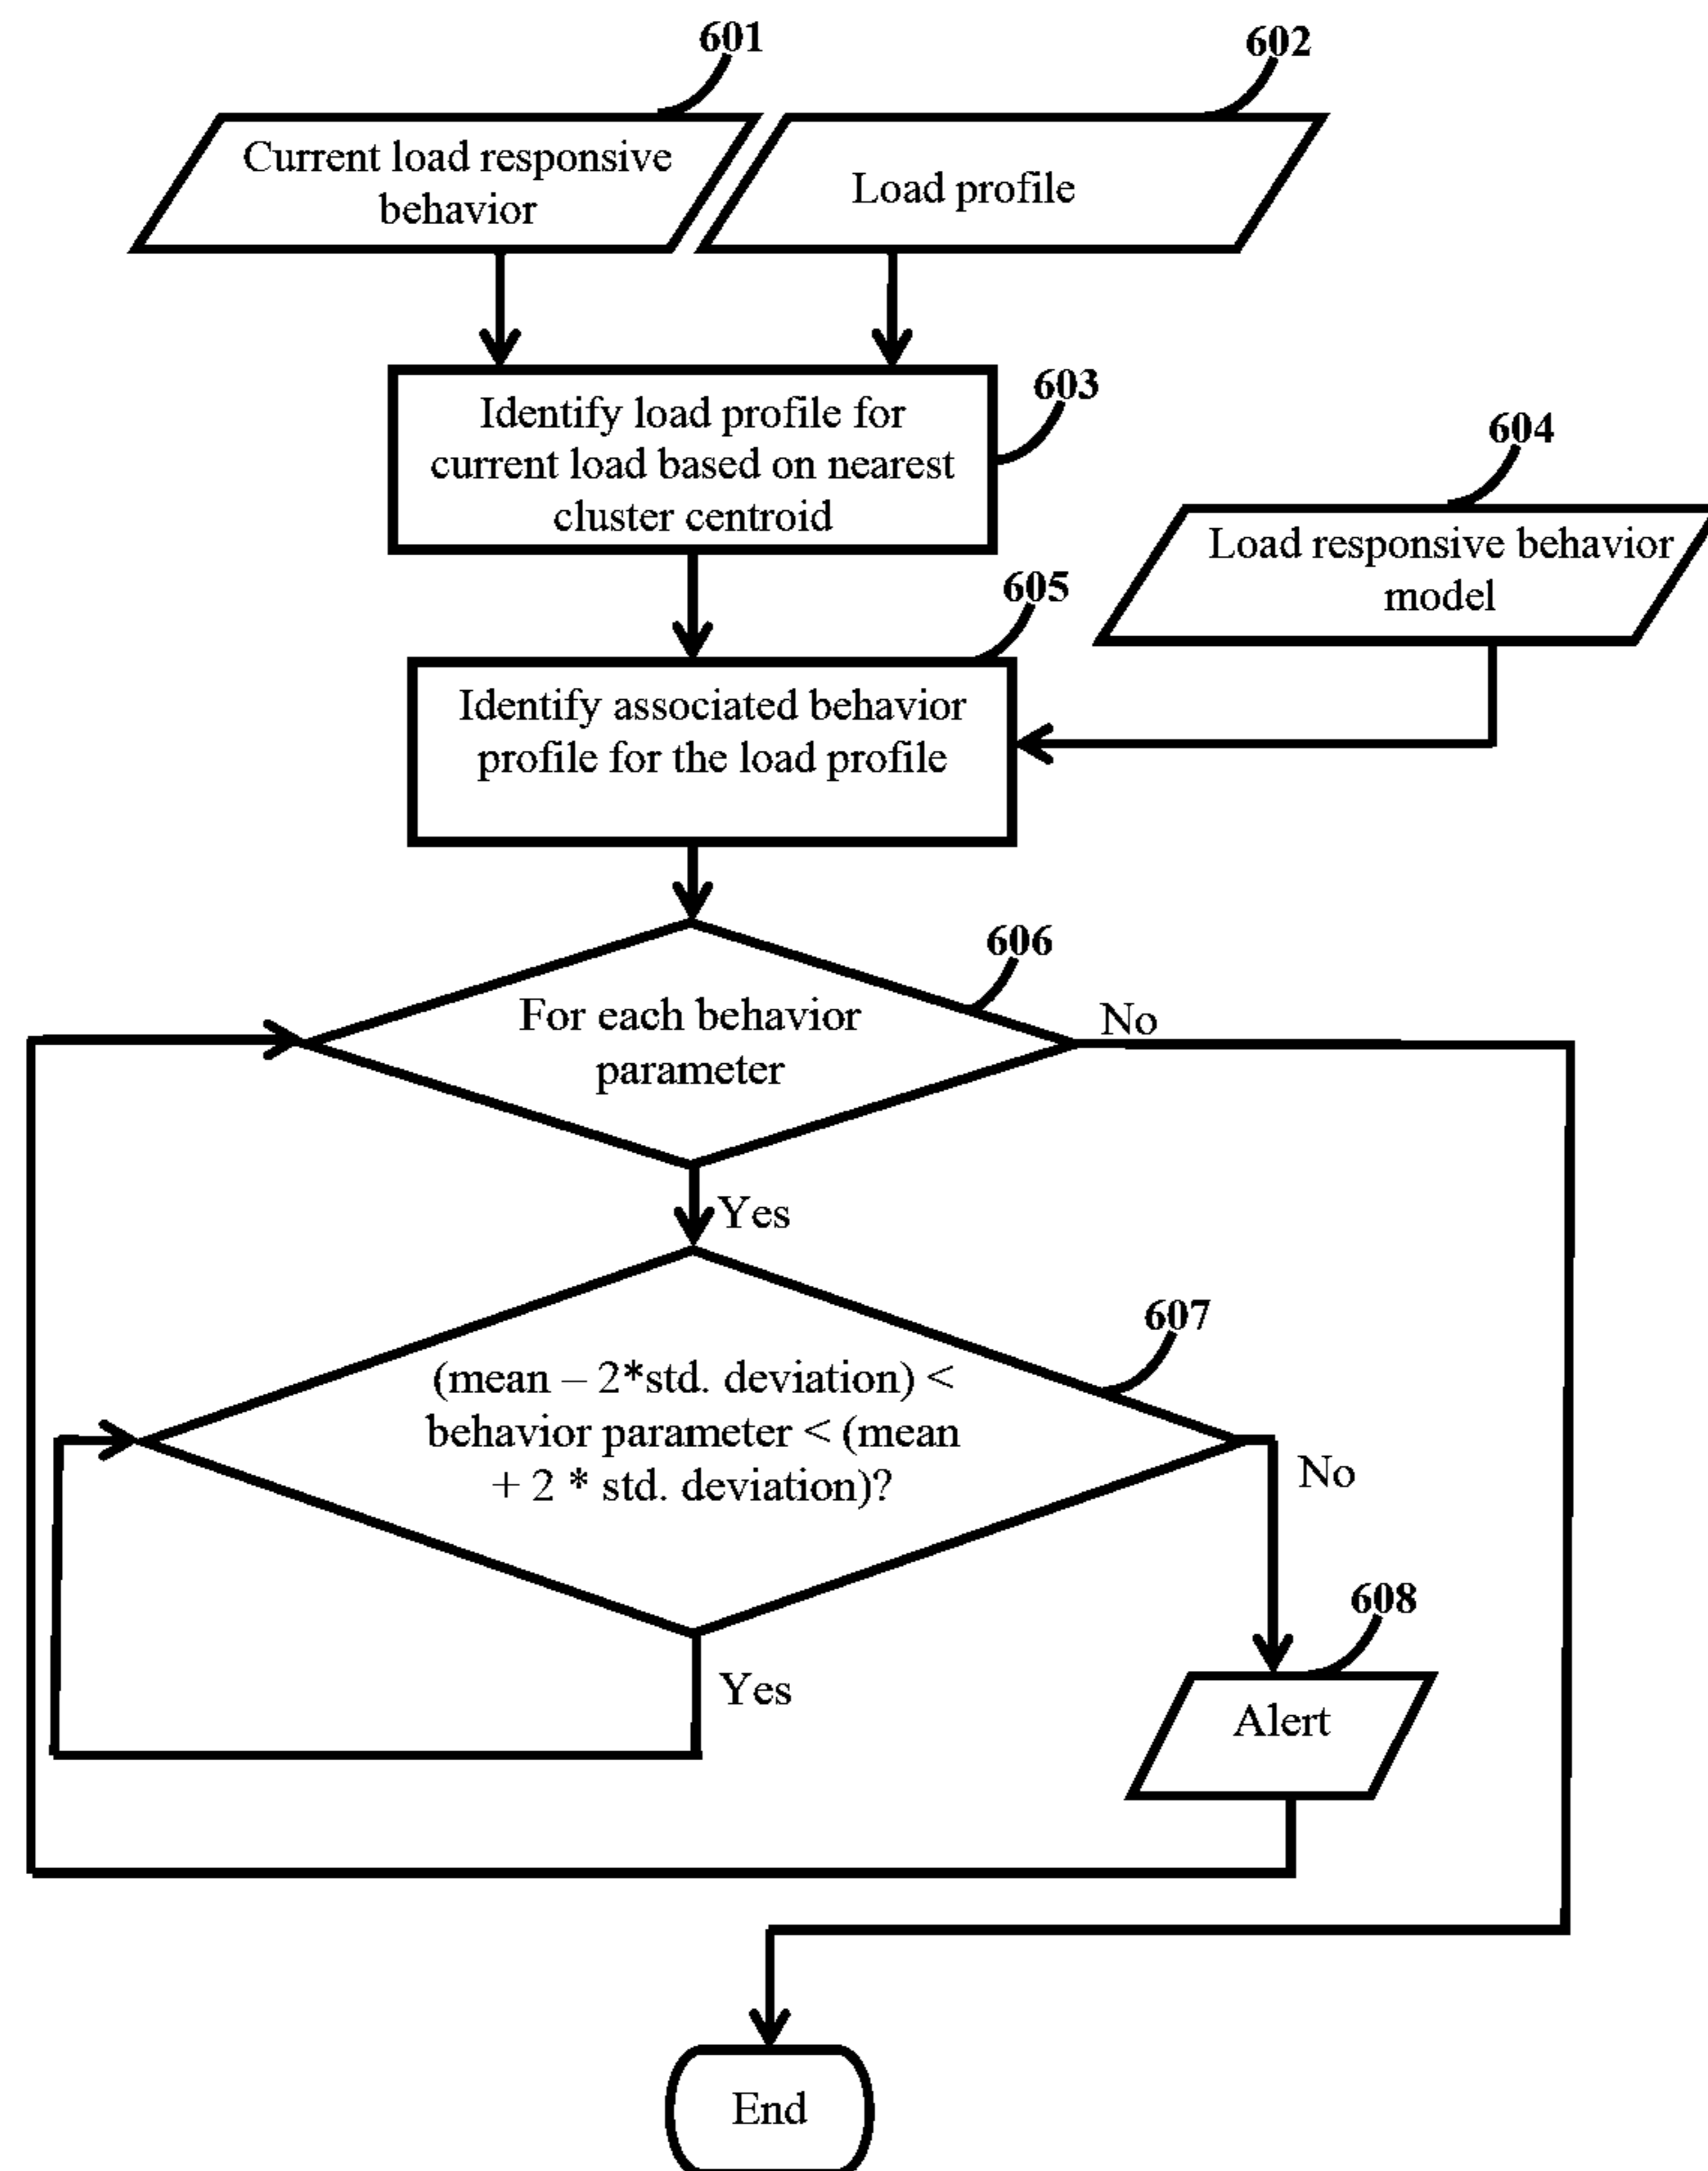 601
602
Current load responsive
behavior
Load profile
603
Identify load profile for
current load based on nearest
cluster centroid
604
Load responsive behavior
model
605
Identify associated behavior
profile for the load profile
606
For each behavior
parameter
No
Yes
607
(mean – 2*std. deviation) <
behavior parameter < (mean
+ 2 * std. deviation)?
No
608
Yes
Alert
End